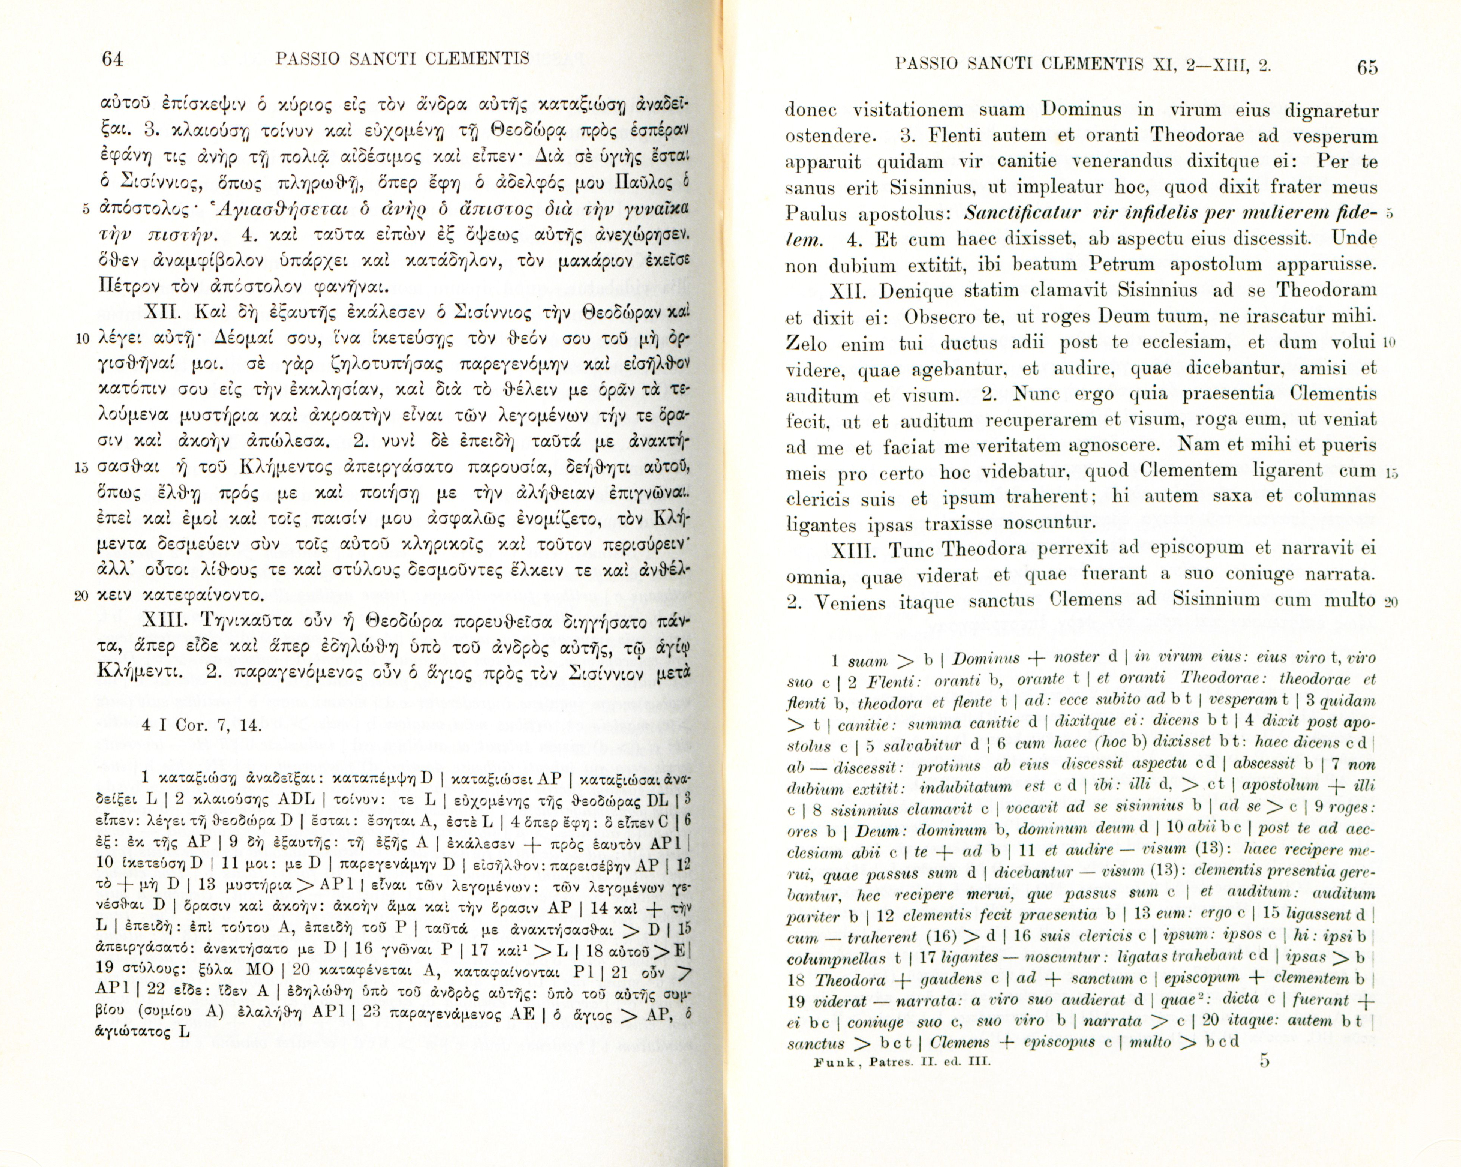 64
PASSIO SANCTI CLEMENTIS
αὐτοῦ ἐπίσκεψιν ὁ κύριος εἰς τὸν ἄνδρα αὐτῆς καταξιώσῃ ἀναδεῖ-
ξαι. 3. κλαιούσῃ τοίνυν καὶ εὐχομένῃ τῇ Θεοδώρᾳ πρὸς ἑσπέραν
ἐφάνη τις ἀνὴρ τῇ πολιᾷ αἰδέσιμος καὶ εἶπεν· Διὰ σὲ ὑγιὴς ἔσται
ὁ Σισίννιος, ὅπως πληρωθῇ, ὅπερ ἔφη ὁ ἀδελφός μου Παῦλος ὁ
5 ἀπόστολος· Ἁγιασθήσεται ὁ ἀνὴρ ὁ ἄπιστος διὰ τὴν γυναῖκα
τὴν πιστήν. 4. καὶ ταῦτα εἰπὼν ἐξ ὄψεως αὐτῆς ἀνεχώρησεν.
ὅθεν ἀναμφίβολον ὑπάρχει καὶ κατάδηλον, τὸν μακάριον ἐκεῖσε
Πέτρον τὸν ἀπόστολον φανῆναι.
XII. Καὶ δὴ ἐξαυτῆς ἐκάλεσεν ὁ Σισίννιος τὴν Θεοδώραν καὶ
10 λέγει αὐτῇ· Δέομαί σου, ἵνα ἱκετεύσῃς τὸν θεόν σου τοῦ μὴ ὀρ-
γισθῆναί μοι. σὲ γὰρ ζηλοτυπήσας παρεγενόμην καὶ εἰσῆλθον
κατόπιν σου εἰς τὴν ἐκκλησίαν, καὶ διὰ τὸ θέλειν με ὁρᾶν τὰ τε-
λούμενα μυστήρια καὶ ἀκροατὴν εἶναι τῶν λεγομένων τήν τε ὅρα-
σιν καὶ ἀκοὴν ἀπώλεσα. 2. νυνὶ δὲ ἐπειδὴ ταῦτά με ἀνακτή-
15 σασθαι ἡ τοῦ Κλήμεντος ἀπειργάσατο παρουσία, δεήθητι αὐτοῦ,
ὅπως ἔλθῃ πρός με καὶ ποιήσῃ με τὴν ἀλήθειαν ἐπιγνῶναι.
ἐπεὶ καὶ ἐμοὶ καὶ τοῖς παισίν μου ἀσφαλῶς ἐνομίζετο, τὸν Κλή-
μεντα δεσμεύειν σὺν τοῖς αὐτοῦ κληρικοῖς καὶ τοῦτον περισύρειν·
ἀλλ’ οὗτοι λίθους τε καὶ στύλους δεσμοῦντες ἕλκειν τε καὶ ἀνθέλ-
20 κειν κατεφαίνοντο.
XIII. Τηνικαῦτα οὖν ἡ Θεοδώρα πορευθεῖσα διηγήσατο πάν-
τα, ἅπερ εἶδε καὶ ἅπερ ἐδηλώθη ὑπὸ τοῦ ἀνδρὸς αὐτῆς, τῷ ἁγίῳ
Κλήμεντι. 2. παραγενόμενος οὖν ὁ ἅγιος πρὸς τὸν Σισίννιον μετὰ
4 I Cor. 7, 14.
1 καταξιώσῃ ἀναδεῖξαι: καταπέμψη D | καταξιώσει AP | καταξιώσαι ἀνα-
δείξει L | 2 κλαιούσης ADL | τοίνυν: τε L | εὐχομένης τῆς θεοδώρας DL | 3
εἶπεν: λέγει τῆ θεοδώρα D | ἔσται: ἔσηται A, ἐστὲ L | 4 ὅπερ ἔφη: ὃ εἶπεν C | 6
ἐξ: ἐκ τῆς AP | 9 δὴ ἐξαυτῆς: τῆ ἑξῆς A | ἐκάλεσεν + πρὸς ἑαυτὸν AP1 |
10 ἱκετεύση D | 11 μοι: με D | παρεγενάμην D | εἰσῆλθον: παρεισέβην AP | 12
τὸ + μὴ D | 13 μυστήρια > AP1 | εἶναι τῶν λεγομένων: τῶν λεγομένων γε-
νέσθαι D | ὅρασιν καὶ ἀκοὴν: ἀκοὴν ἅμα καὶ τὴν ὅρασιν AP | 14 καὶ + τὴν
L | ἐπειδὴ: ἐπὶ τούτου A, ἐπειδὴ τοῦ P | ταῦτά με ἀνακτήσασθαι > D | 15
ἀπειργάσατό: ἀνεκτήσατο με D | 16 γνῶναι P | 17 καὶ¹ > L | 18 αὐτοῦ > E|
19 στύλους: ξύλα MO | 20 καταφένεται A, καταφαίνονται P1 | 21 οὖν >
AP1 | 22 εἶδε: ἴδεν A | ἐδηλώθη ὑπὸ τοῦ ἀνδρὸς αὐτῆς: ὑπὸ τοῦ αὐτῆς συμ-
βίου (συμίου A) ἐλαλήθη AP1 | 23 παραγενάμενος AE | ὁ ἅγιος > AP, ὁ
ἁγιώτατος L
PASSIO SANCTI CLEMENTIS XI, 2—XIII, 2.
65
donec visitationem suam Dominus in virum eius dignaretur
ostendere. 3. Flenti autem et oranti Theodorae ad vesperum
apparuit quidam vir canitie venerandus dixitque ei: Per te
sanus erit Sisinnius, ut impleatur hoc, quod dixit frater meus
Paulus apostolus: Sanctificatur vir infidelis per mulierem fide- 5
lem. 4. Et cum haec dixisset, ab aspectu eius discessit. Unde
non dubium extitit, ibi beatum Petrum apostolum apparuisse.
XII. Denique statim clamavit Sisinnius ad se Theodoram
et dixit ei: Obsecro te, ut roges Deum tuum, ne irascatur mihi.
Zelo enim tui ductus adii post te ecclesiam, et dum volui 10
videre, quae agebantur, et audire, quae dicebantur, amisi et
auditum et visum. 2. Nunc ergo quia praesentia Clementis
fecit, ut et auditum recuperarem et visum, roga eum, ut veniat
ad me et faciat me veritatem agnoscere. Nam et mihi et pueris
meis pro certo hoc videbatur, quod Clementem ligarent cum 15
clericis suis et ipsum traherent; hi autem saxa et columnas
ligantes ipsas traxisse noscuntur.
XIII. Tunc Theodora perrexit ad episcopum et narravit ei
omnia, quae viderat et quae fuerant a suo coniuge narrata.
2. Veniens itaque sanctus Clemens ad Sisinnium cum multo 20
1 suam > b | Dominus + noster d | in virum eius: eius viro t, viro
suo c | 2 Flenti: oranti b, orante t | et oranti Theodorae: theodorae et
flenti b, theodora et flente t | ad: ecce subito ad b t | vesperam t | 3 quidam
> t | canitie: summa canitie d | dixitque ei: dicens b t | 4 dixit post apo-
stolus c | 5 salvabitur d | 6 cum haec (hoc b) dixisset b t: haec dicens c d |
ab — discessit: protinus ab eius discessit aspectu c d | abscessit b | 7 non
dubium extitit: indubitatum est c d | ibi: illi d, > c t | apostolum + illi
c | 8 sisinnius clamavit c | vocavit ad se sisinnius b | ad se > c | 9 roges:
ores b | Deum: dominum b, dominum deum d | 10 abii b c | post te ad aec-
clesiam abii c | te + ad b | 11 et audire — visum (13): haec recipere me-
rui, quae passus sum d | dicebantur — visum (13): clementis presentia gere-
bantur, hec recipere merui, que passus sum c | et auditum: auditum
pariter b | 12 clementis fecit praesentia b | 13 eum: ergo c | 15 ligassent d |
cum — traherent (16) > d | 16 suis clericis c | ipsum: ipsos c | hi: ipsi b |
columpnellas t | 17 ligantes — noscuntur: ligatas trahebant c d | ipsas > b |
18 Theodora + gaudens c | ad + sanctum c | episcopum + clementem b |
19 viderat — narrata: a viro suo audierat d | quae²: dicta c | fuerant +
ei b c | coniuge suo c, suo viro b | narrata > c | 20 itaque: autem b t |
sanctus > b c t | Clemens + episcopus c | multo > b c d
Funk, Patres. II. ed. III.
5